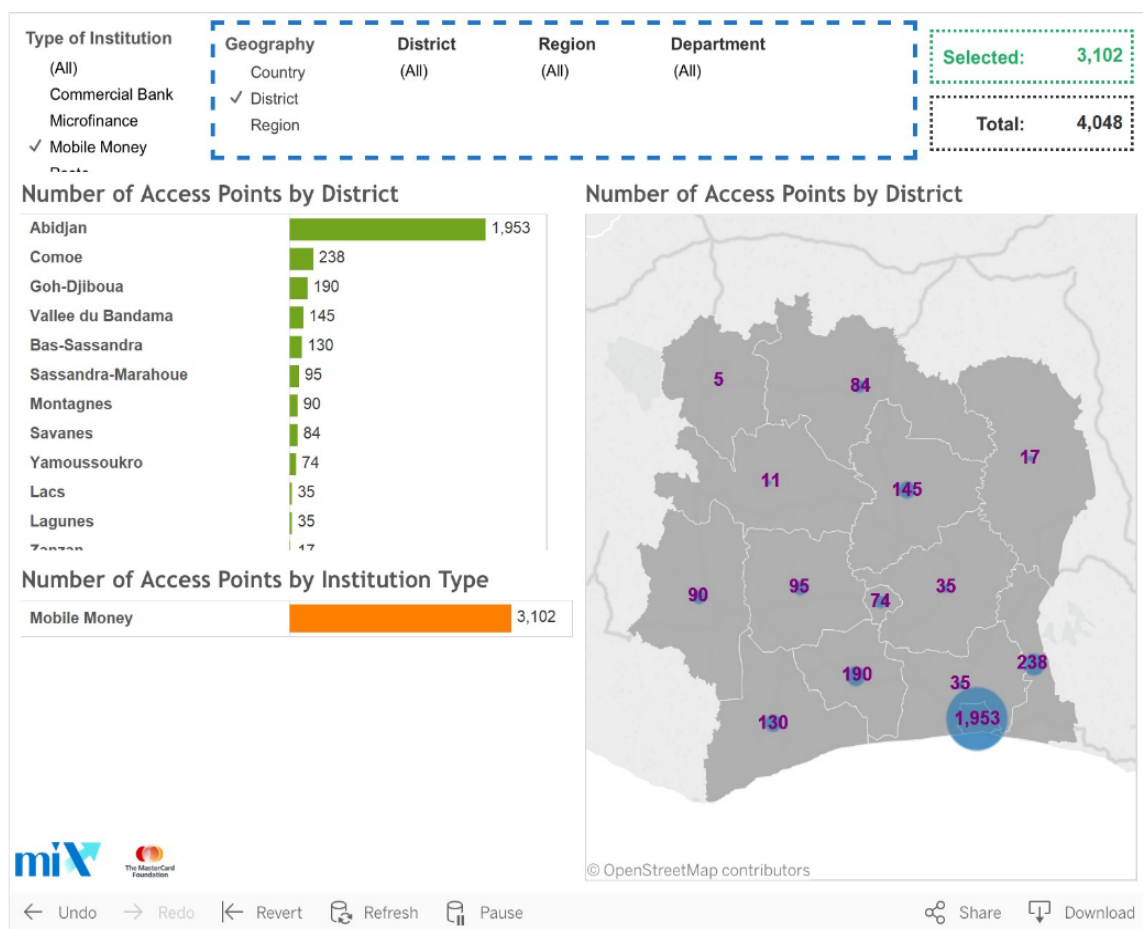 Type of Institution
(All)
Commercial Bank
Microfinance
✓ Mobile Money
Geography
Country
✓ District
Region
District
(All)
Region
(All)
Department
(All)
Selected: 3,102
Total: 4,048
Number of Access Points by District
Abidjan 1,953
Comoe 238
Goh-Djiboua 190
Vallee du Bandama 145
Bas-Sassandra 130
Sassandra-Marahoue 95
Montagnes 90
Savanes 84
Yamoussoukro 74
Lacs 35
Lagunes 35
Zanzan 17
Number of Access Points by Institution Type
Mobile Money 3,102
Number of Access Points by District
5
84
17
11
145
90
95
74
35
238
190
35
1,953
130
© OpenStreetMap contributors
mix
The MasterCard
Foundation
Undo Redo Revert Refresh Pause Share Download